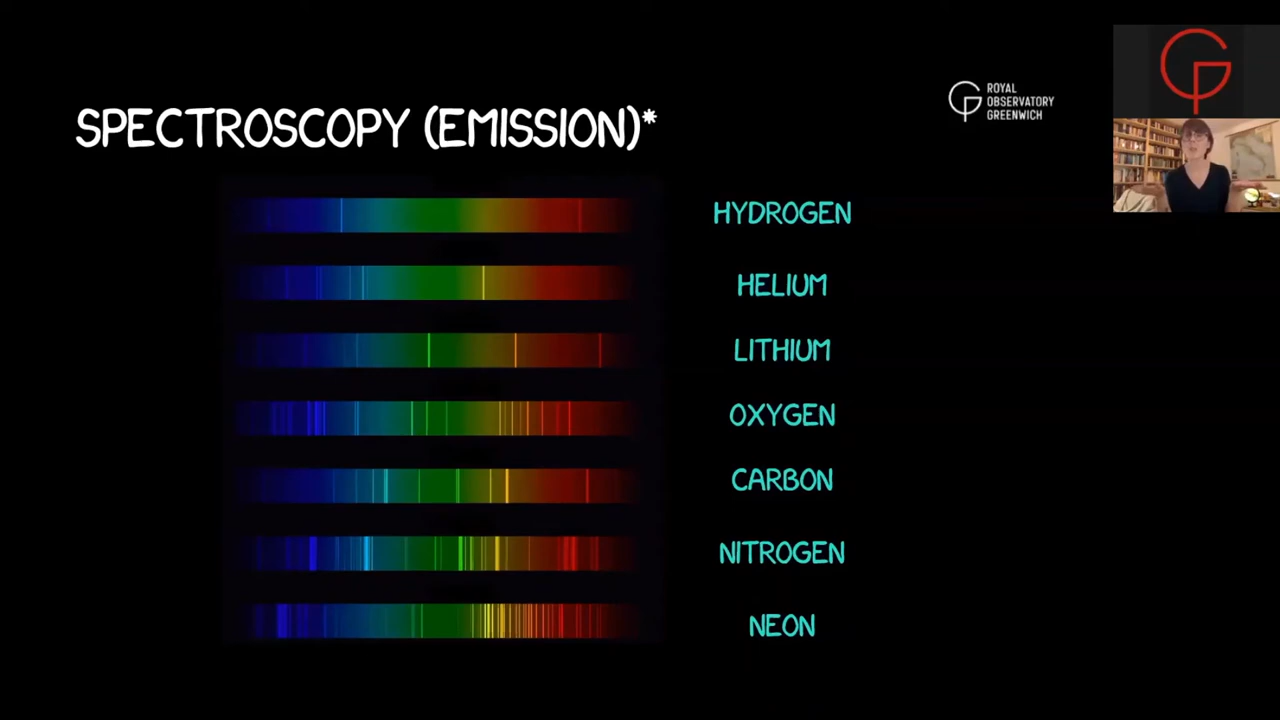 SPECTROSCOPY (EMISSION)*
ROYAL
OBSERVATORY
GREENWICH
HYDROGEN
HELIUM
LITHIUM
OXYGEN
CARBON
NITROGEN
NEON